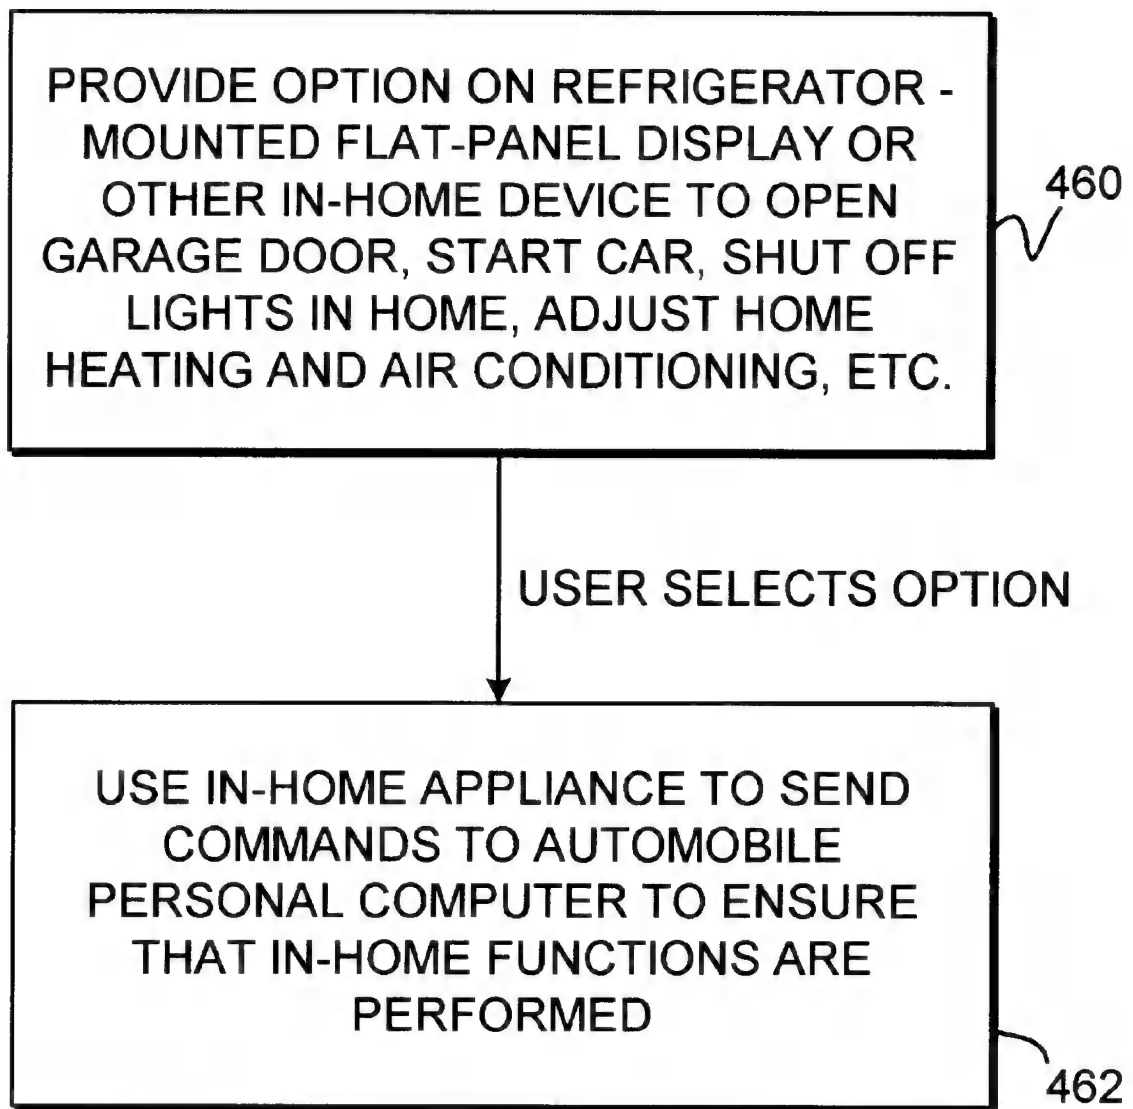 PROVIDE OPTION ON REFRIGERATOR -
MOUNTED FLAT-PANEL DISPLAY OR
OTHER IN-HOME DEVICE TO OPEN
GARAGE DOOR, START CAR, SHUT OFF
LIGHTS IN HOME, ADJUST HOME
HEATING AND AIR CONDITIONING, ETC.
460
USER SELECTS OPTION
USE IN-HOME APPLIANCE TO SEND
COMMANDS TO AUTOMOBILE
PERSONAL COMPUTER TO ENSURE
THAT IN-HOME FUNCTIONS ARE
PERFORMED
462